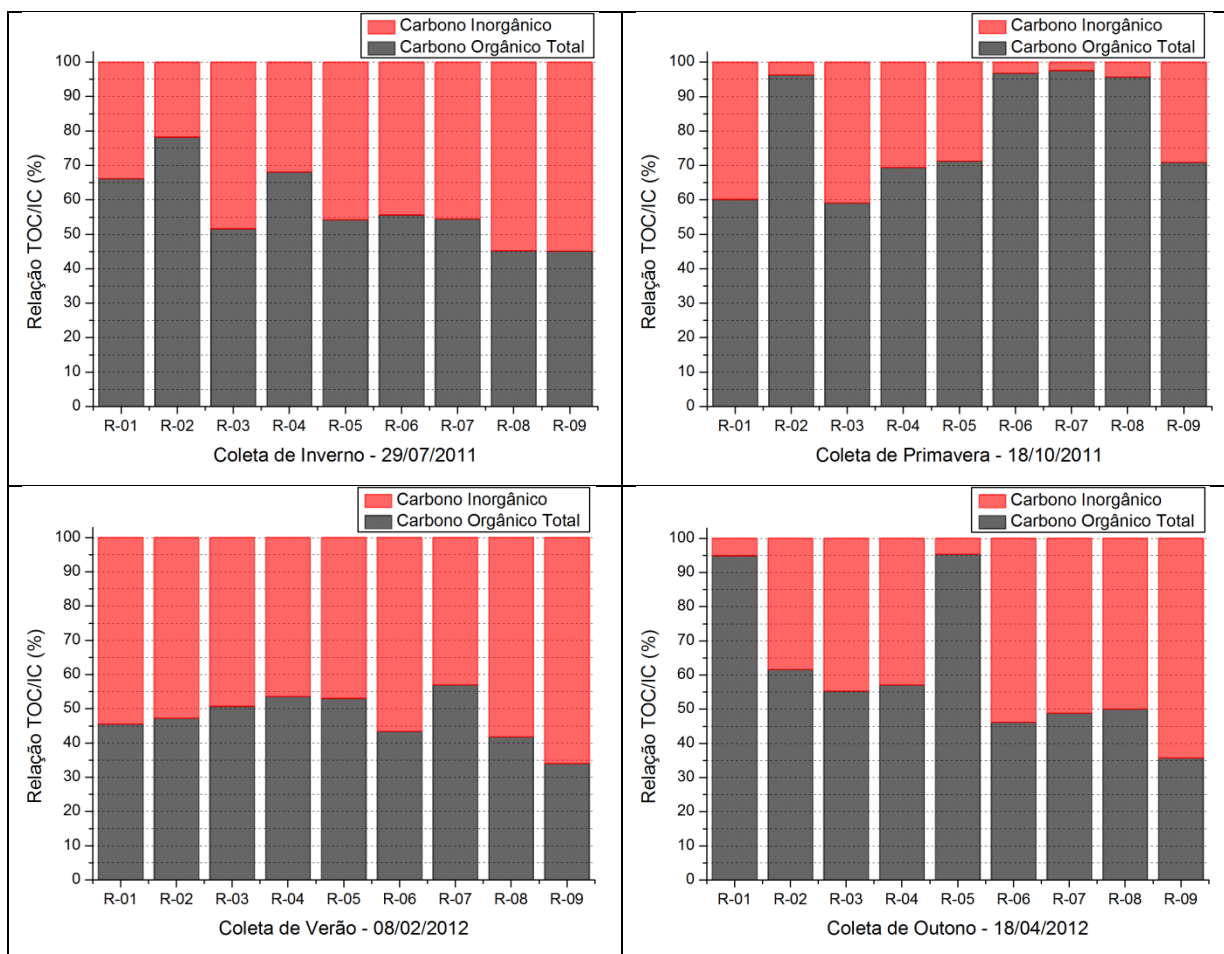 Carbono Inorgânico
Carbono Orgânico Total
Relação TOC/IC (%)
100
90
80
70
60
50
40
30
20
10
0
R-01 R-02 R-03 R-04 R-05 R-06 R-07 R-08 R-09
Coleta de Inverno - 29/07/2011
Carbono Inorgânico
Carbono Orgânico Total
Relação TOC/IC (%)
100
90
80
70
60
50
40
30
20
10
0
R-01 R-02 R-03 R-04 R-05 R-06 R-07 R-08 R-09
Coleta de Primavera - 18/10/2011
Carbono Inorgânico
Carbono Orgânico Total
Relação TOC/IC (%)
100
90
80
70
60
50
40
30
20
10
0
R-01 R-02 R-03 R-04 R-05 R-06 R-07 R-08 R-09
Coleta de Verão - 08/02/2012
Carbono Inorgânico
Carbono Orgânico Total
Relação TOC/IC (%)
100
90
80
70
60
50
40
30
20
10
0
R-01 R-02 R-03 R-04 R-05 R-06 R-07 R-08 R-09
Coleta de Outono - 18/04/2012